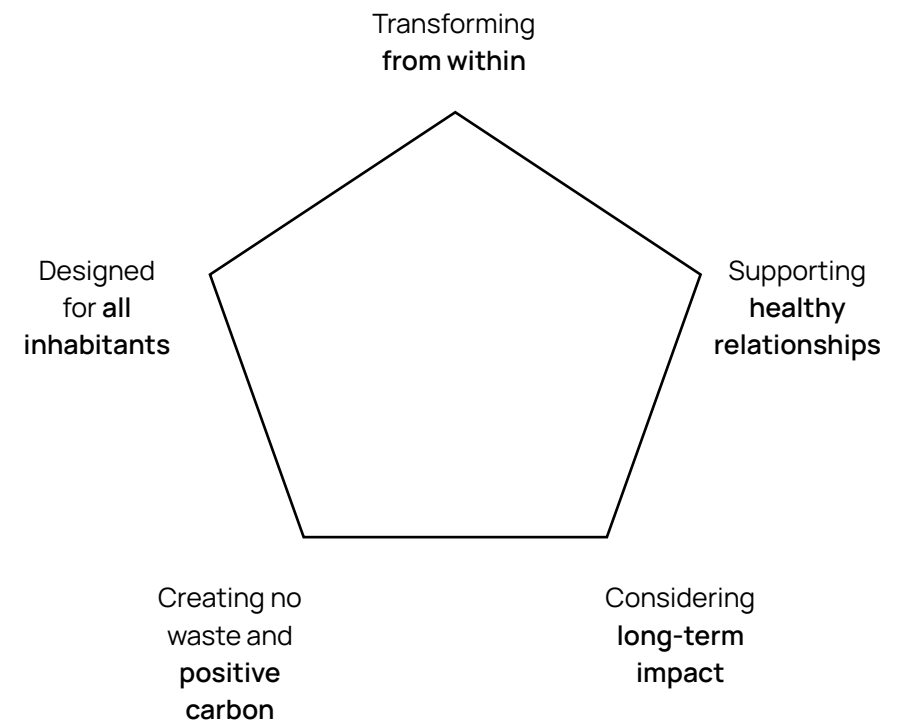 Transforming
from within
Designed
for all
inhabitants
Supporting
healthy
relationships
Creating no
waste and
positive
carbon
Considering
long-term
impact